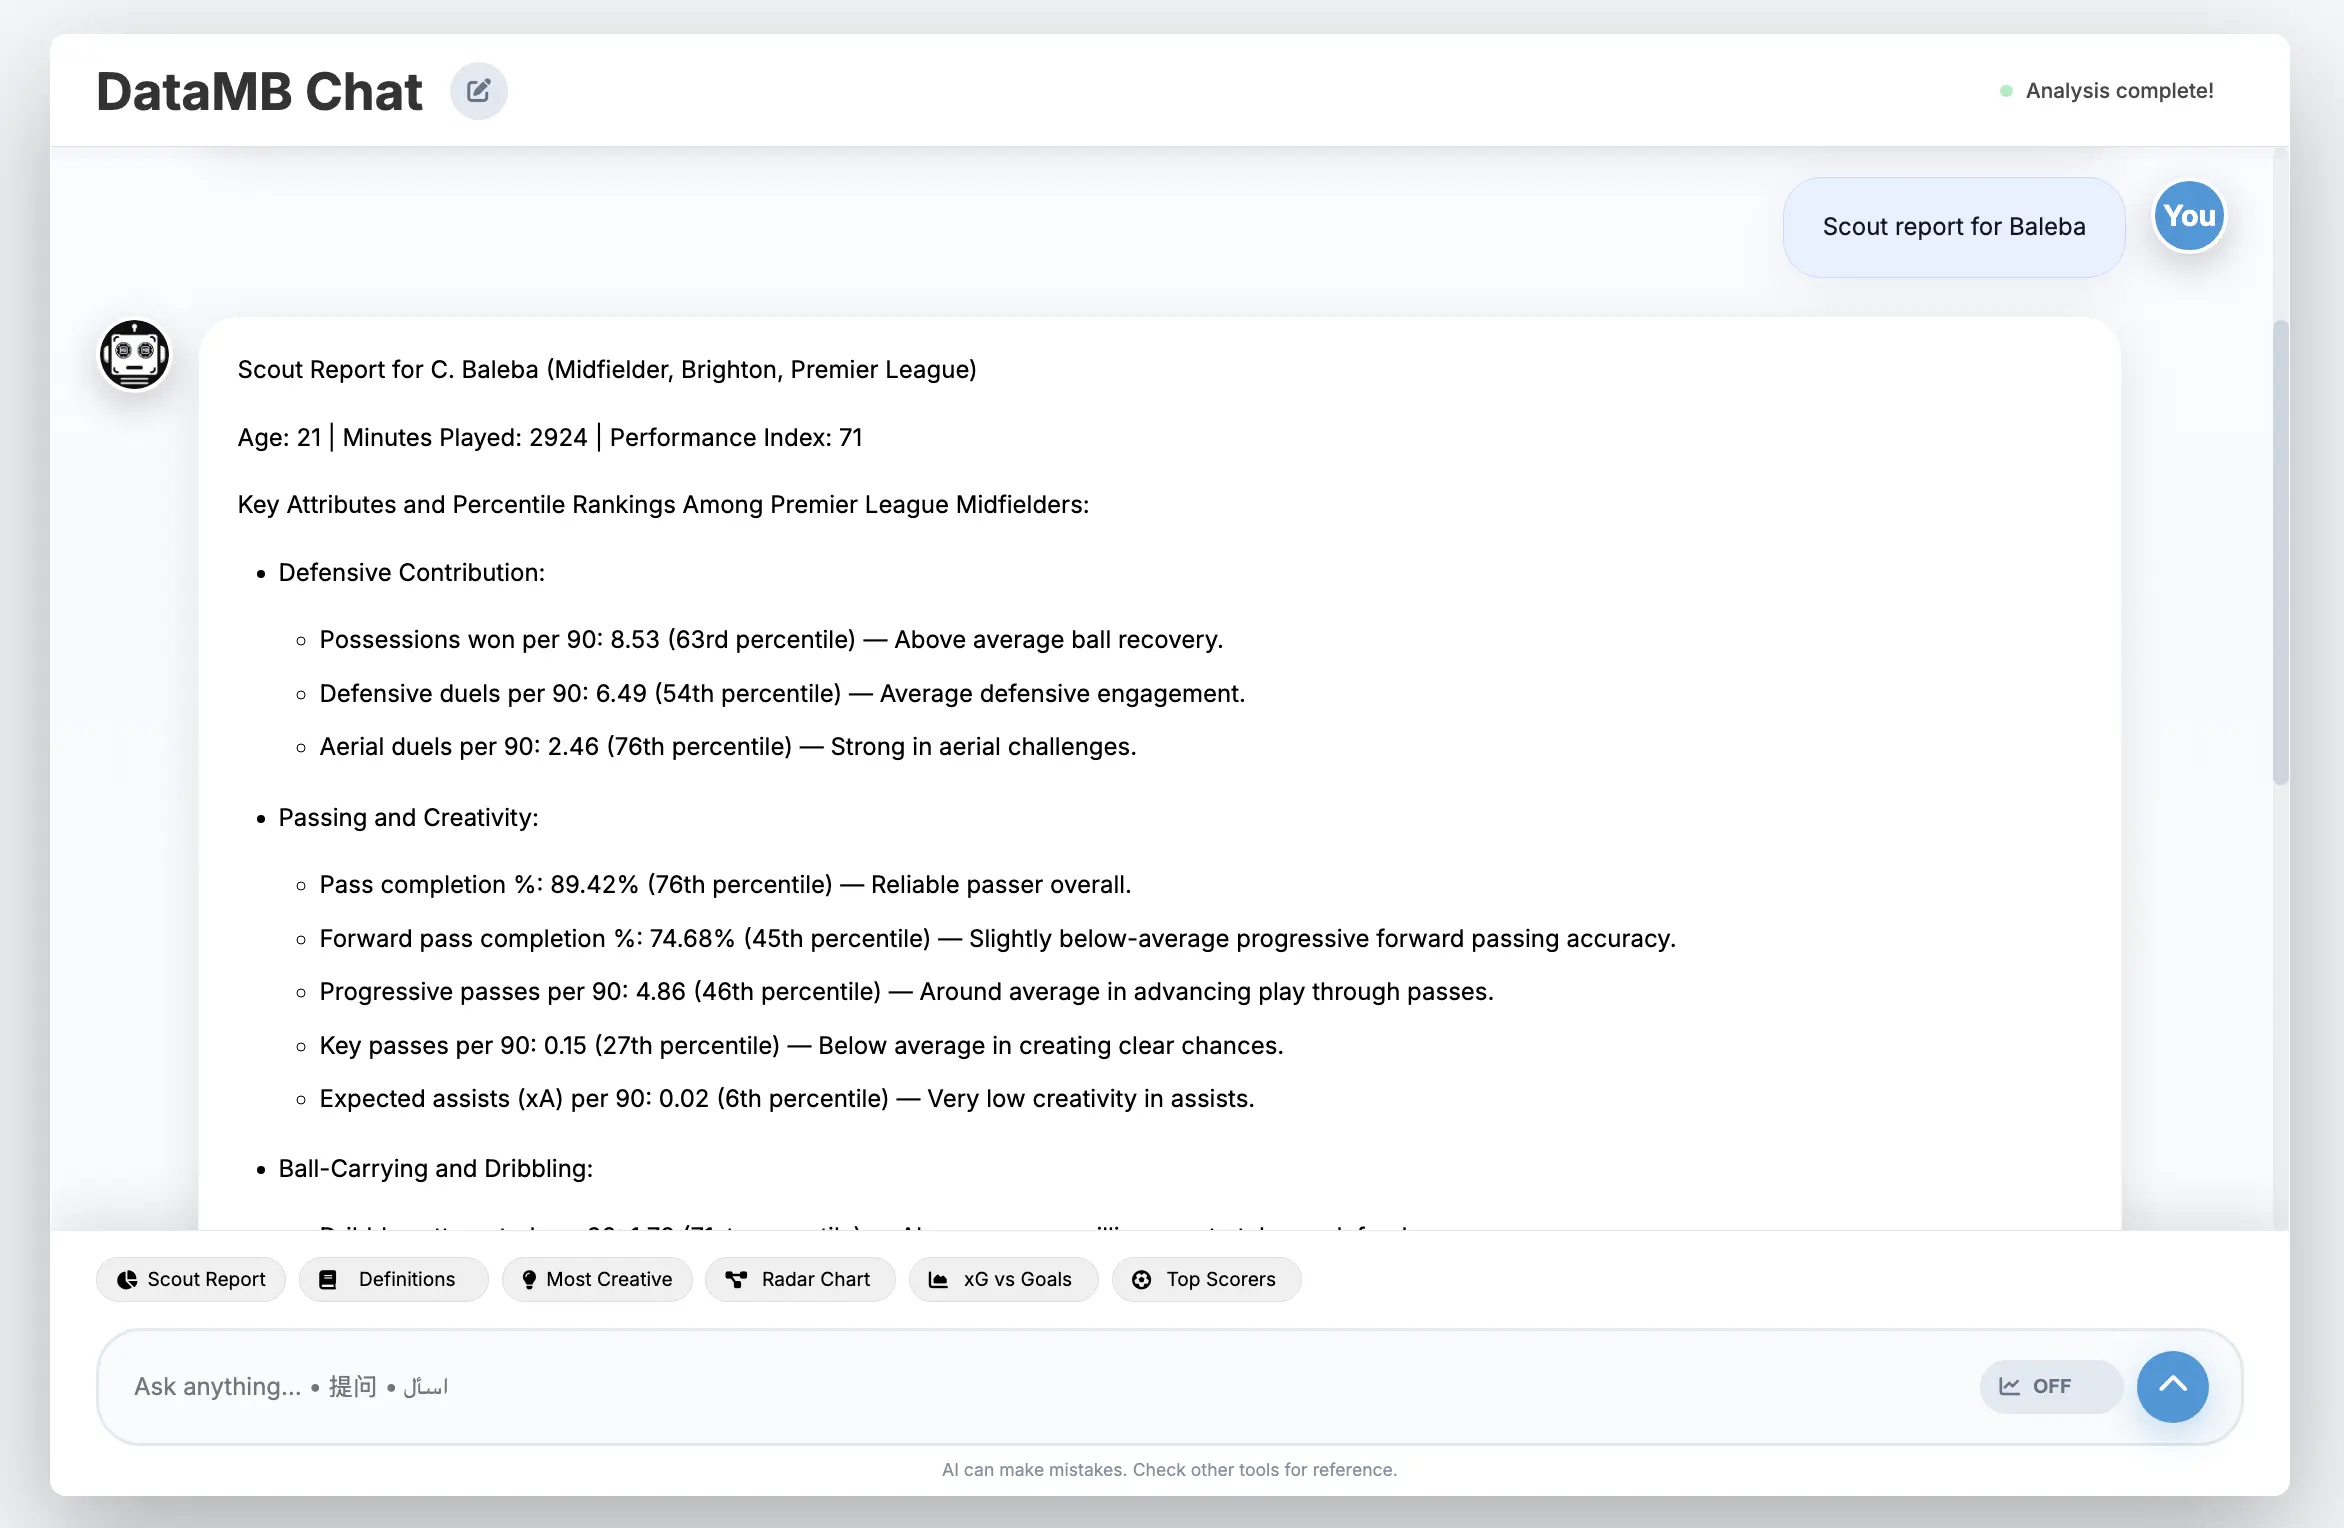 DataMB Chat
Analysis complete!
Scout report for Baleba
You
Scout Report for C. Baleba (Midfielder, Brighton, Premier League)
Age: 21 | Minutes Played: 2924 | Performance Index: 71
Key Attributes and Percentile Rankings Among Premier League Midfielders:
Defensive Contribution:
Possessions won per 90: 8.53 (63rd percentile) — Above average ball recovery.
Defensive duels per 90: 6.49 (54th percentile) — Average defensive engagement.
Aerial duels per 90: 2.46 (76th percentile) — Strong in aerial challenges.
Passing and Creativity:
Pass completion %: 89.42% (76th percentile) — Reliable passer overall.
Forward pass completion %: 74.68% (45th percentile) — Slightly below-average progressive forward passing accuracy.
Progressive passes per 90: 4.86 (46th percentile) — Around average in advancing play through passes.
Key passes per 90: 0.15 (27th percentile) — Below average in creating clear chances.
Expected assists (xA) per 90: 0.02 (6th percentile) — Very low creativity in assists.
Ball-Carrying and Dribbling:
Scout Report
Definitions
Most Creative
Radar Chart
xG vs Goals
Top Scorers
Ask anything... • 提问 • اسأل
OFF
AI can make mistakes. Check other tools for reference.